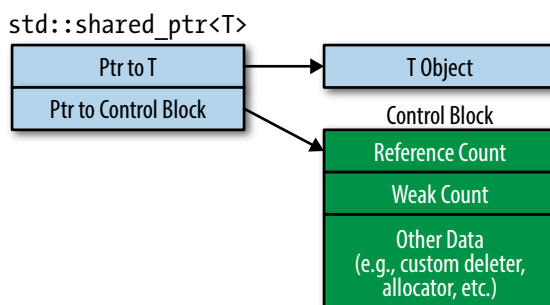 std::shared_ptr<T>
Ptr to T
T Object
Ptr to Control Block
Control Block
Reference Count
Weak Count
Other Data
(e.g., custom deleter,
allocator, etc.)